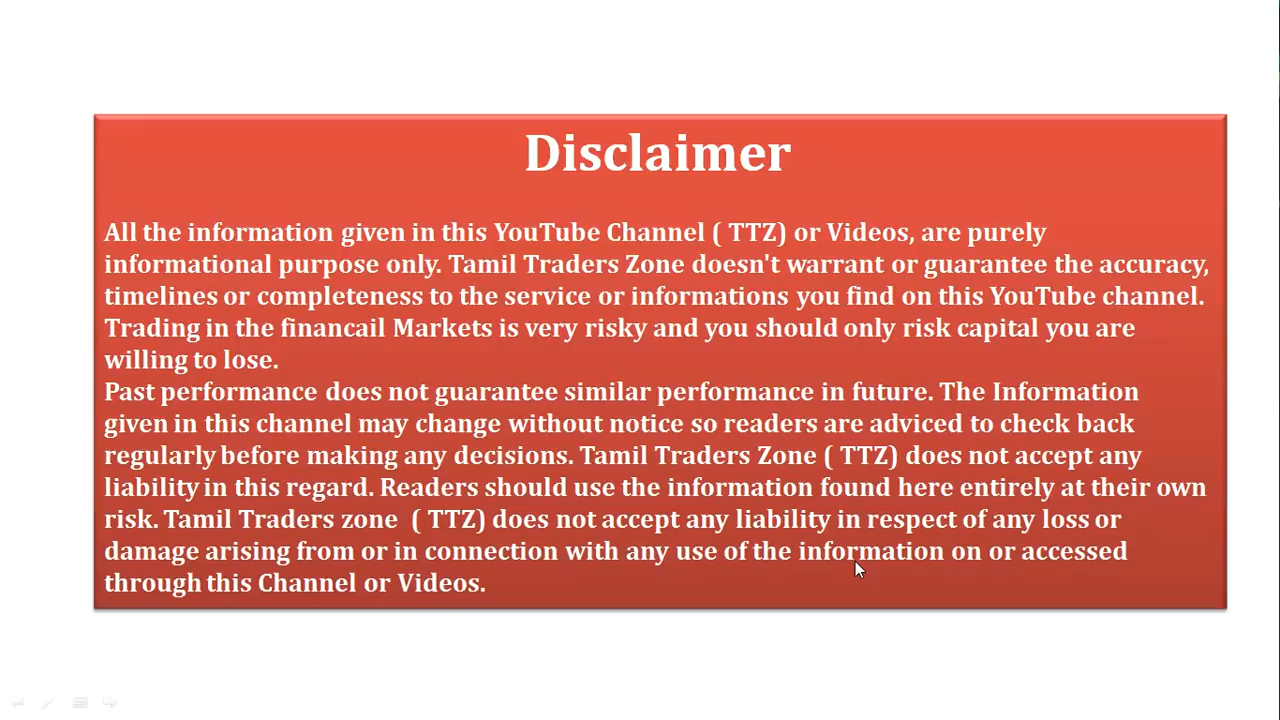 Disclaimer
All the information given in this YouTube Channel ( TTZ) or Videos, are purely
informational purpose only. Tamil Traders Zone doesn't warrant or guarantee the accuracy,
timelines or completeness to the service or informations you find on this YouTube channel.
Trading in the financail Markets is very risky and you should only risk capital you are
willing to lose.
Past performance does not guarantee similar performance in future. The Information
given in this channel may change without notice so readers are adviced to check back
regularly before making any decisions. Tamil Traders Zone ( TTZ) does not accept any
liability in this regard. Readers should use the information found here entirely at their own
risk. Tamil Traders zone  ( TTZ) does not accept any liability in respect of any loss or
damage arising from or in connection with any use of the information on or accessed
through this Channel or Videos.